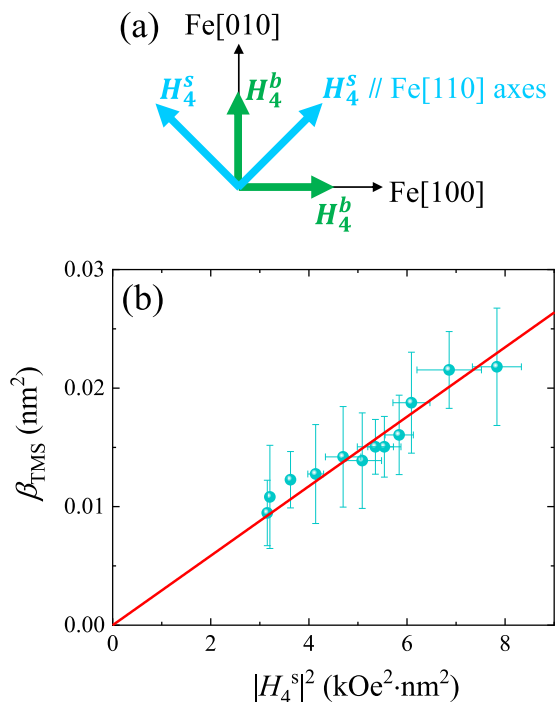 (a)
Fe[010]
H₄ˢ H₄ᵇ H₄ˢ // Fe[110] axes
Fe[100]
H₄ᵇ
(b)
0.03
0.02
0.01
0.00
β_TMS (nm²)
0 2 4 6 8
|H₄ˢ|² (kOe²·nm²)